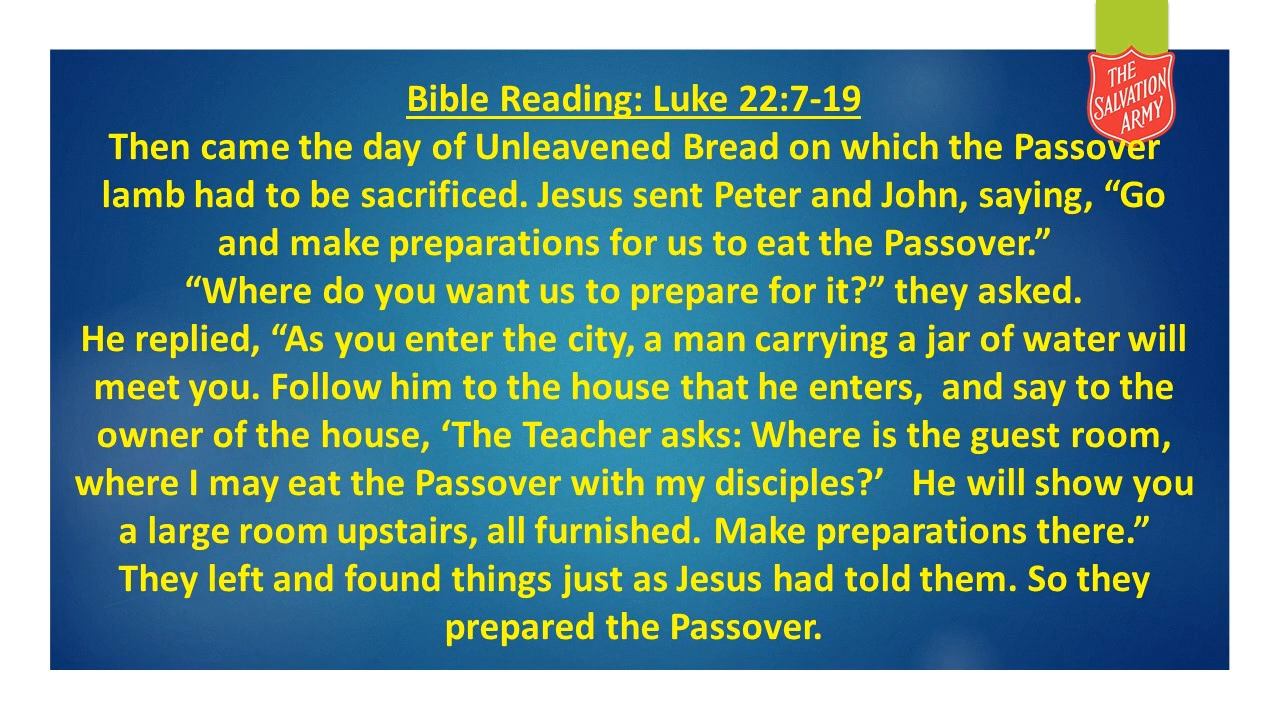 THE
SALVATION
ARMY
Bible Reading: Luke 22:7-19
Then came the day of Unleavened Bread on which the Passover
lamb had to be sacrificed. Jesus sent Peter and John, saying, “Go
and make preparations for us to eat the Passover.”
“Where do you want us to prepare for it?” they asked.
He replied, “As you enter the city, a man carrying a jar of water will
meet you. Follow him to the house that he enters,  and say to the
owner of the house, ‘The Teacher asks: Where is the guest room,
where I may eat the Passover with my disciples?’   He will show you
a large room upstairs, all furnished. Make preparations there.”
They left and found things just as Jesus had told them. So they
prepared the Passover.